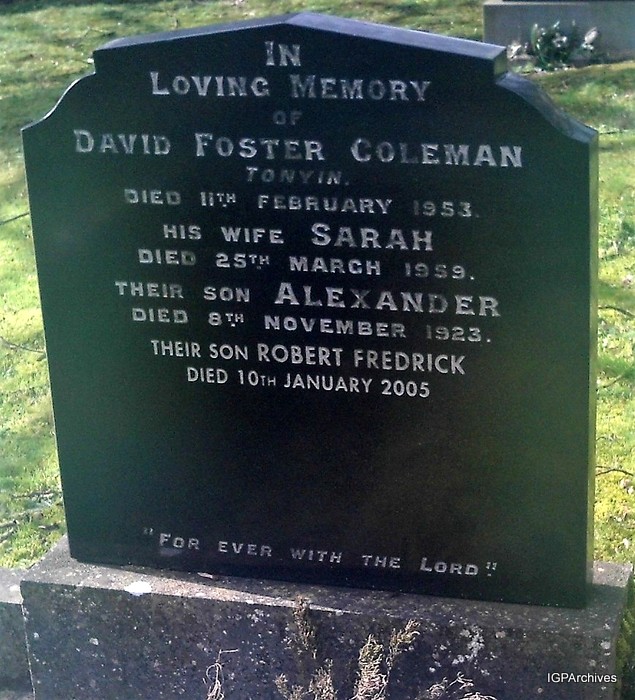 IN
LOVING MEMORY
OF
DAVID FOSTER COLEMAN
TONYIN.
DIED 11TH FEBRUARY 1953.
HIS WIFE SARAH
DIED 25TH MARCH 1959.
THEIR SON ALEXANDER
DIED 8TH NOVEMBER 1923.
THEIR SON ROBERT FREDRICK
DIED 10TH JANUARY 2005
"FOR EVER WITH THE LORD".
IGPArchives